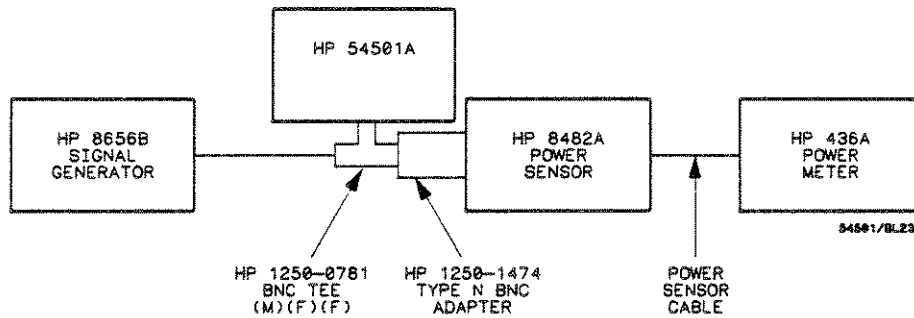 HP 54501A
HP 8656B
SIGNAL
GENERATOR
HP 8482A
POWER
SENSOR
HP 436A
POWER
METER
54501/BL23
HP 1250-0781
BNC TEE
(M)(F)(F)
HP 1250-1474
TYPE N BNC
ADAPTER
POWER
SENSOR
CABLE